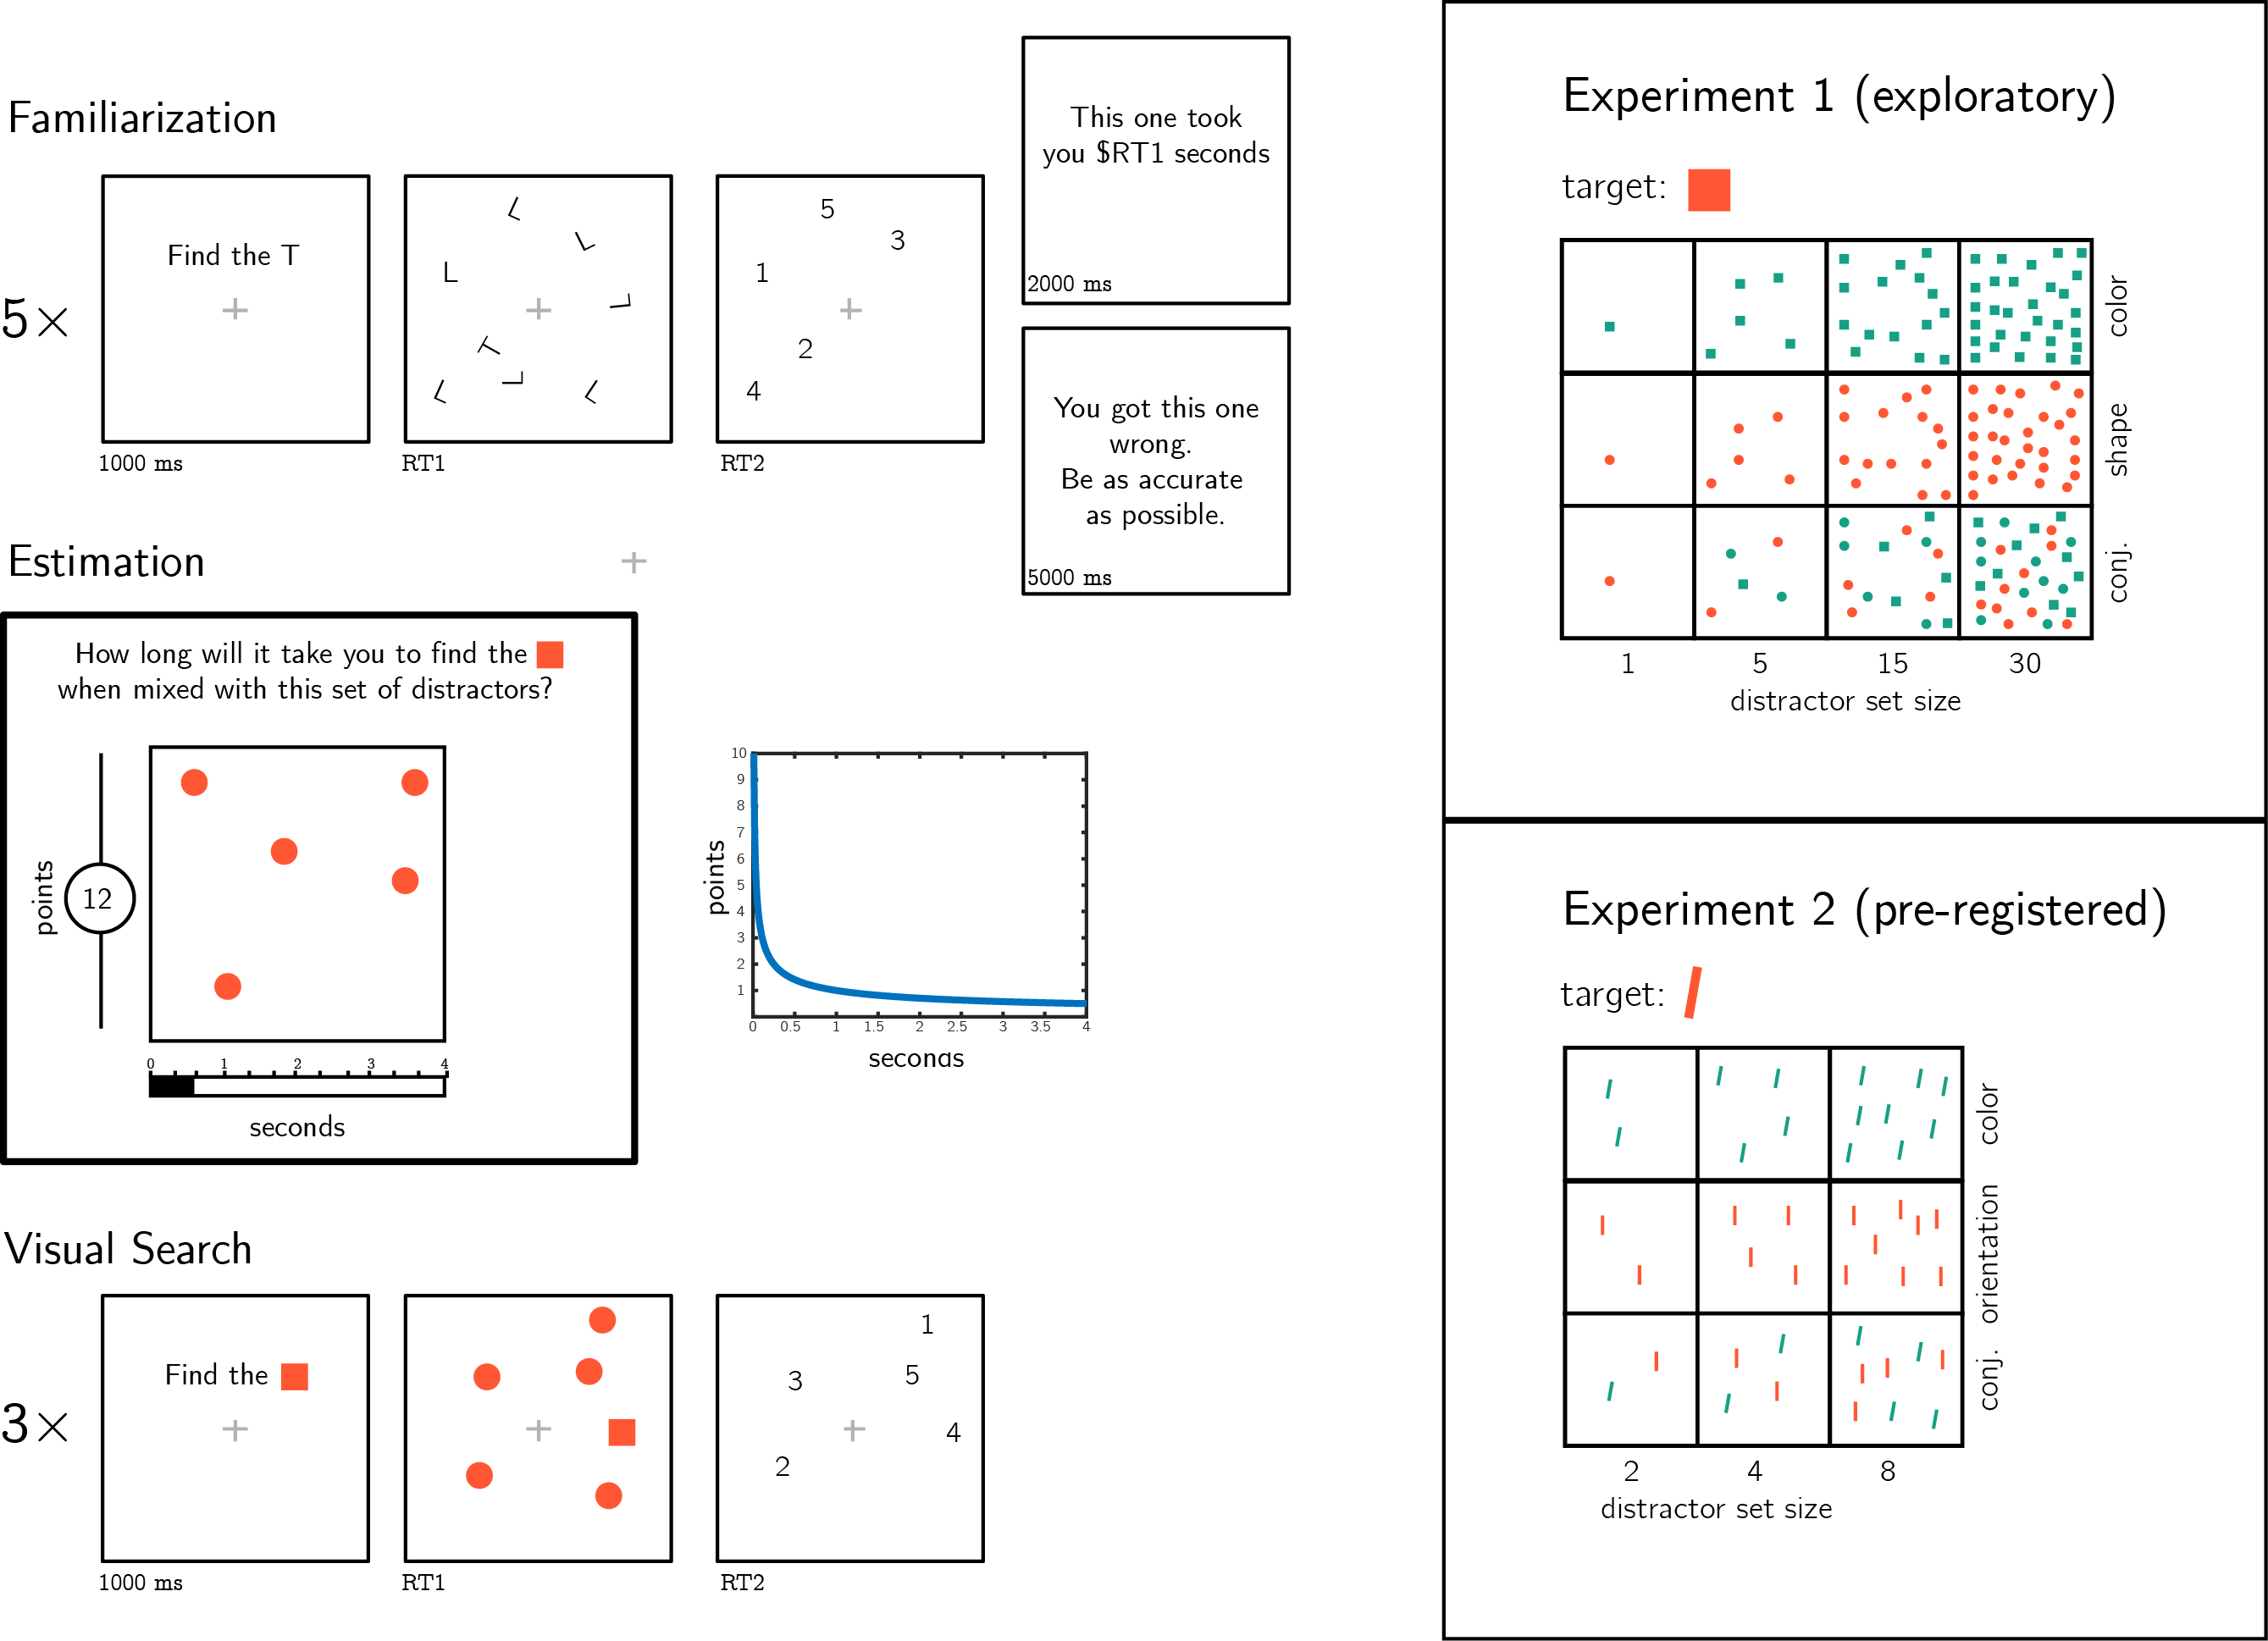 Familiarization
5×
Find the T
1000 ms
L
L
L
L
T
L
L
L
RT1
5
3
1
2
4
RT2
This one took
you $RT1 seconds
2000 ms
You got this one
wrong.
Be as accurate
as possible.
5000 ms
Estimation
How long will it take you to find the
when mixed with this set of distractors?
points
12
0 1 2 3 4
seconds
points
10
9
8
7
6
5
4
3
2
1
0 0.5 1 1.5 2 2.5 3 3.5 4
seconds
Visual Search
3×
Find the
1000 ms
RT1
1
3
5
4
2
RT2
Experiment 1 (exploratory)
target:
color
shape
conj.
1 5 15 30
distractor set size
Experiment 2 (pre-registered)
target:
color
orientation
conj.
2 4 8
distractor set size